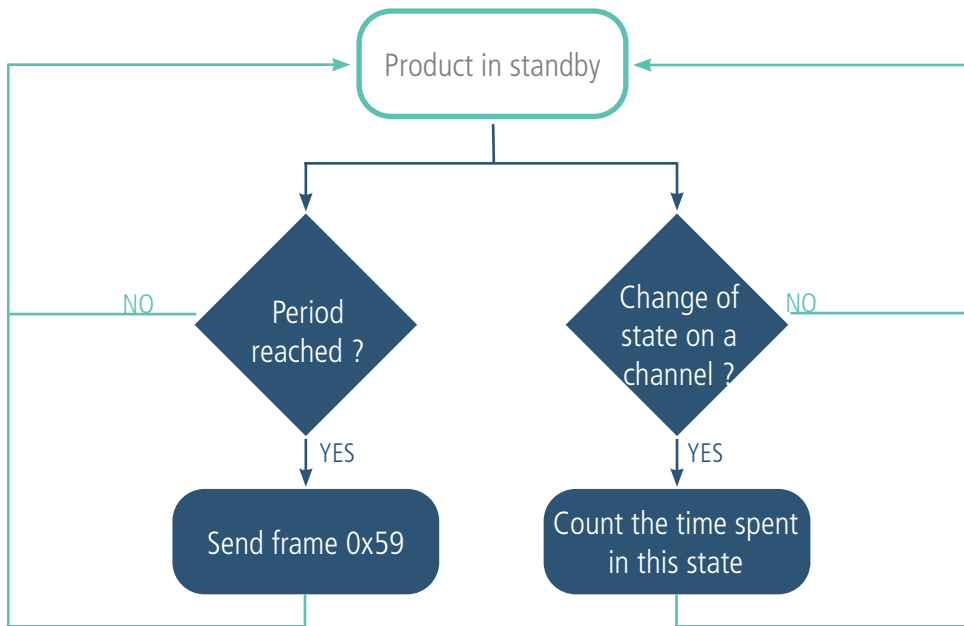 Product in standby
NO
Period
reached ?
Change of
state on a
channel ?
NO
YES
YES
Send frame 0x59
Count the time spent
in this state